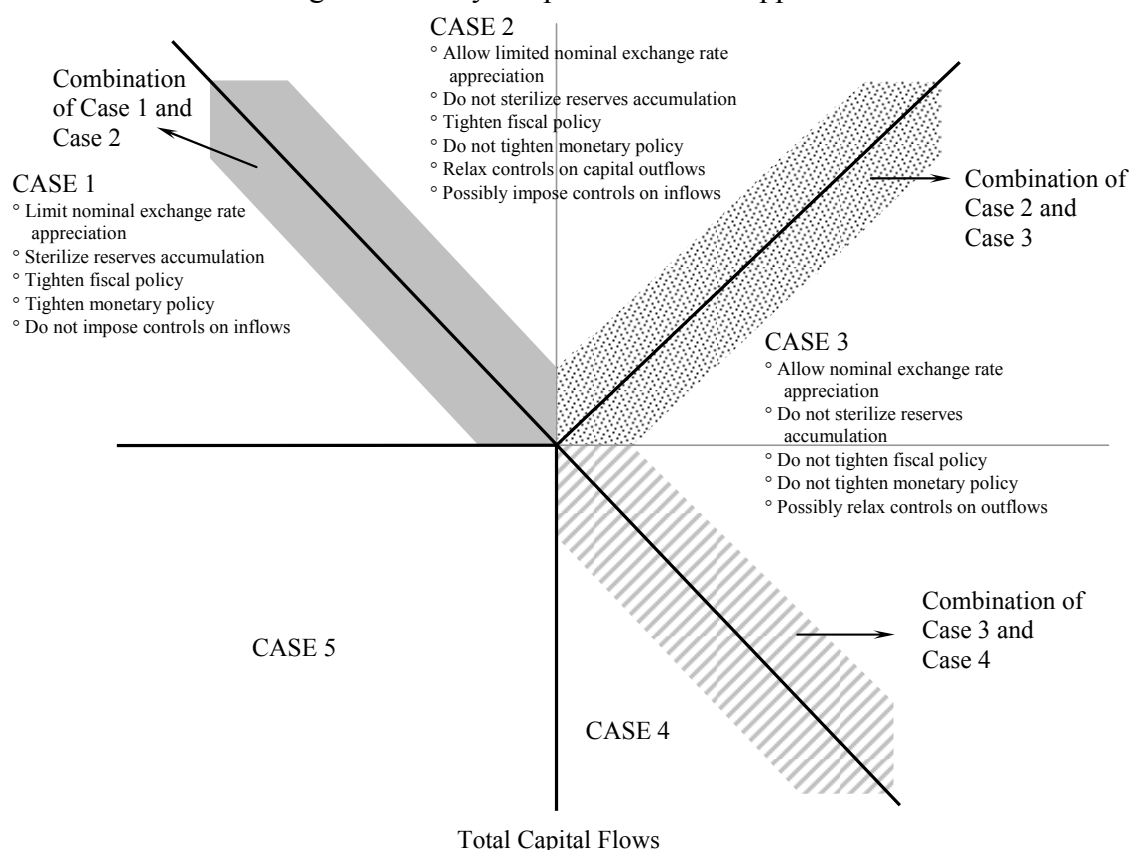 CASE 2
° Allow limited nominal exchange rate
appreciation
° Do not sterilize reserves accumulation
° Tighten fiscal policy
° Do not tighten monetary policy
° Relax controls on capital outflows
° Possibly impose controls on inflows
Combination
of Case 1 and
Case 2
CASE 1
° Limit nominal exchange rate
appreciation
° Sterilize reserves accumulation
° Tighten fiscal policy
° Tighten monetary policy
° Do not impose controls on inflows
Combination of
Case 2 and
Case 3
CASE 3
° Allow nominal exchange rate
appreciation
° Do not sterilize reserves
accumulation
° Do not tighten fiscal policy
° Do not tighten monetary policy
° Possibly relax controls on outflows
Combination of
Case 3 and
Case 4
CASE 5
CASE 4
Total Capital Flows